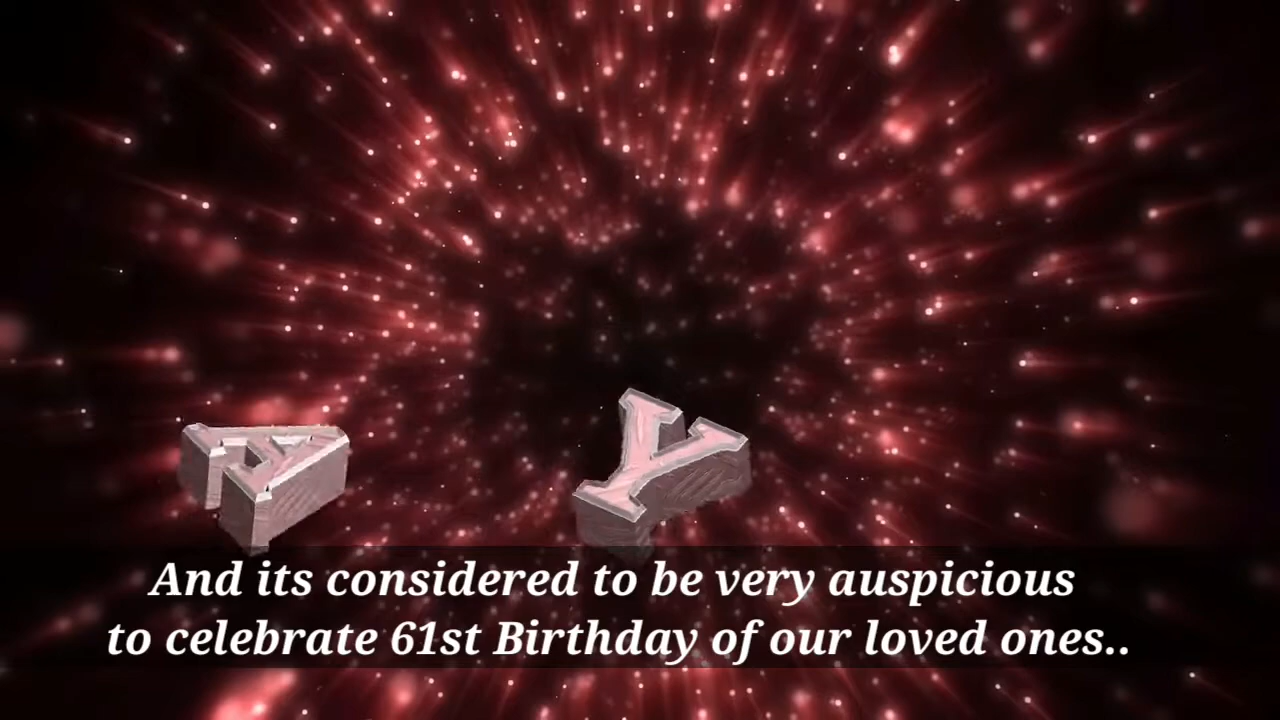 A Y
And its considered to be very auspicious
to celebrate 61st Birthday of our loved ones..